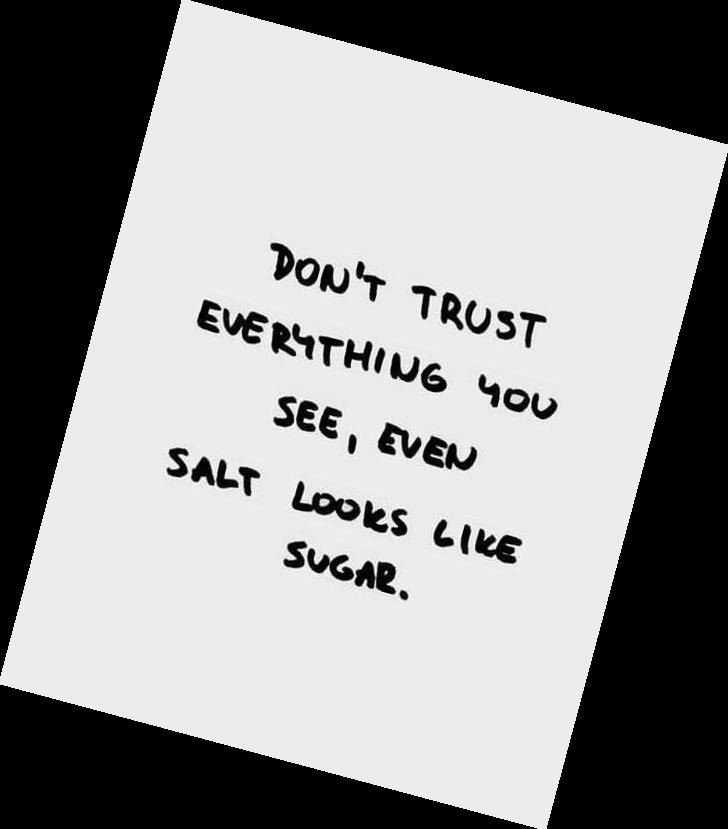 DON'T TRUST
EVERYTHING YOU
SEE, EVEN
SALT LOOKS LIKE
SUGAR.